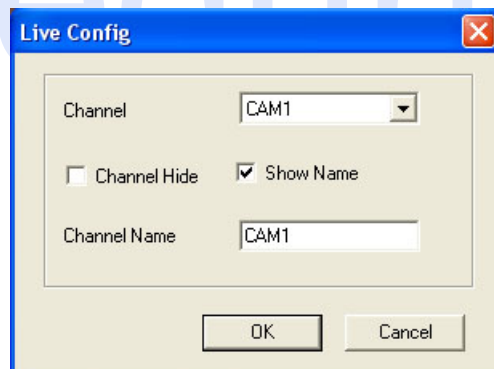 Live Config
Channel CAM1
Channel Hide Show Name
Channel Name CAM1
OK Cancel